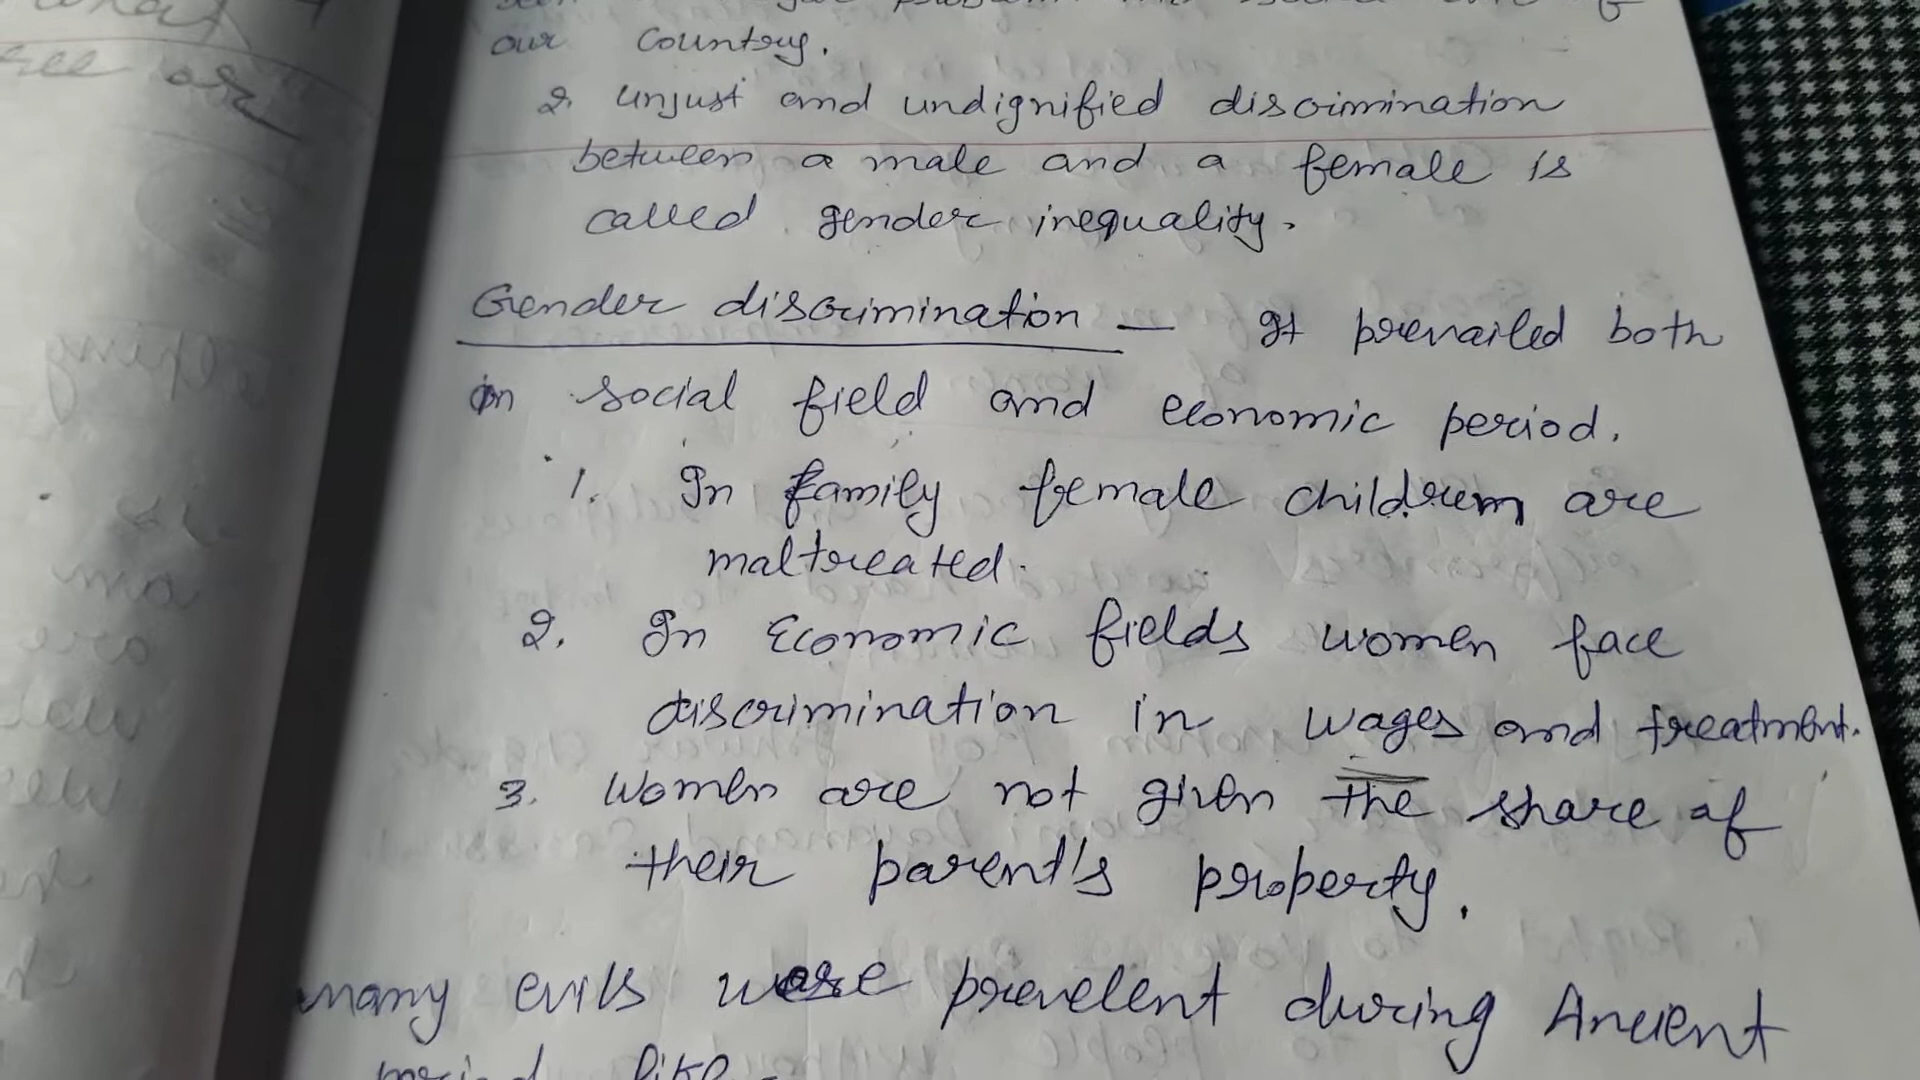 our Country.
2. unjust and undignified discrimination
between a male and a female is
called gender inequality.
Gender discrimination — It prevailed both
in social field and economic period.
1. In family female children are
maltreated.
2. In Economic fields women face
discrimination in wages and treatment.
3. Women are not given the share of
their parent's property.
many evils were prevelent during Ancient
period like -